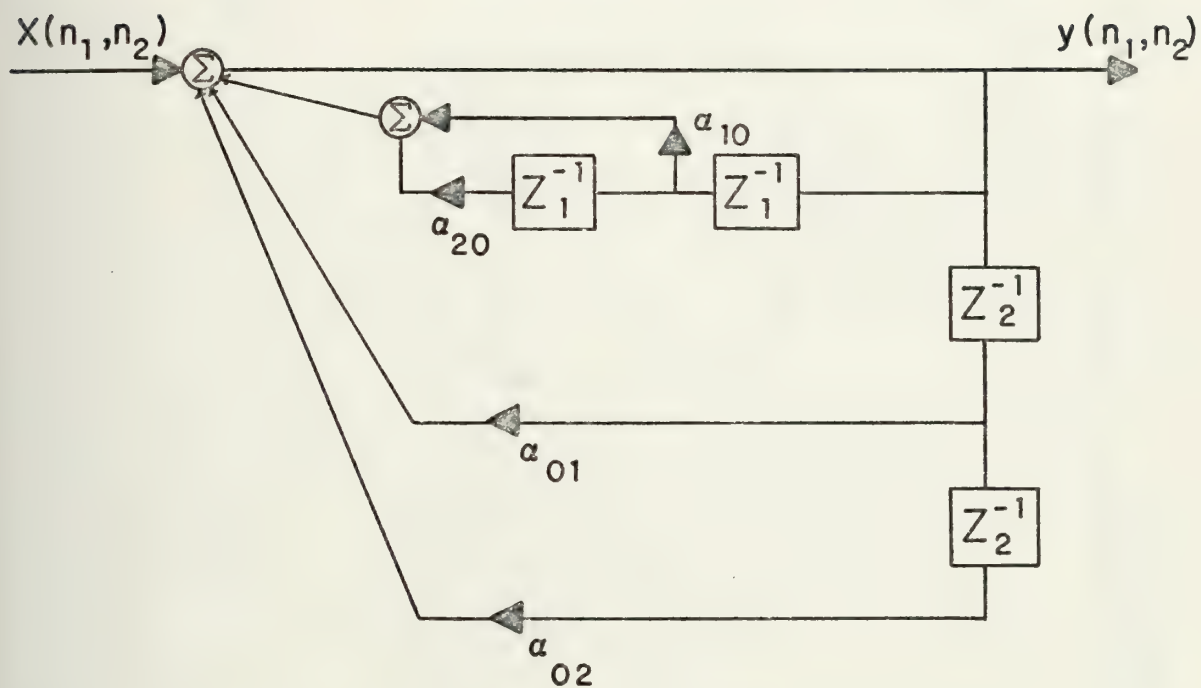 X(n₁,n₂)
y(n₁,n₂)
Σ
Σ
α₁₀
Z₁⁻¹
Z₁⁻¹
α₂₀
Z₂⁻¹
α₀₁
Z₂⁻¹
α₀₂